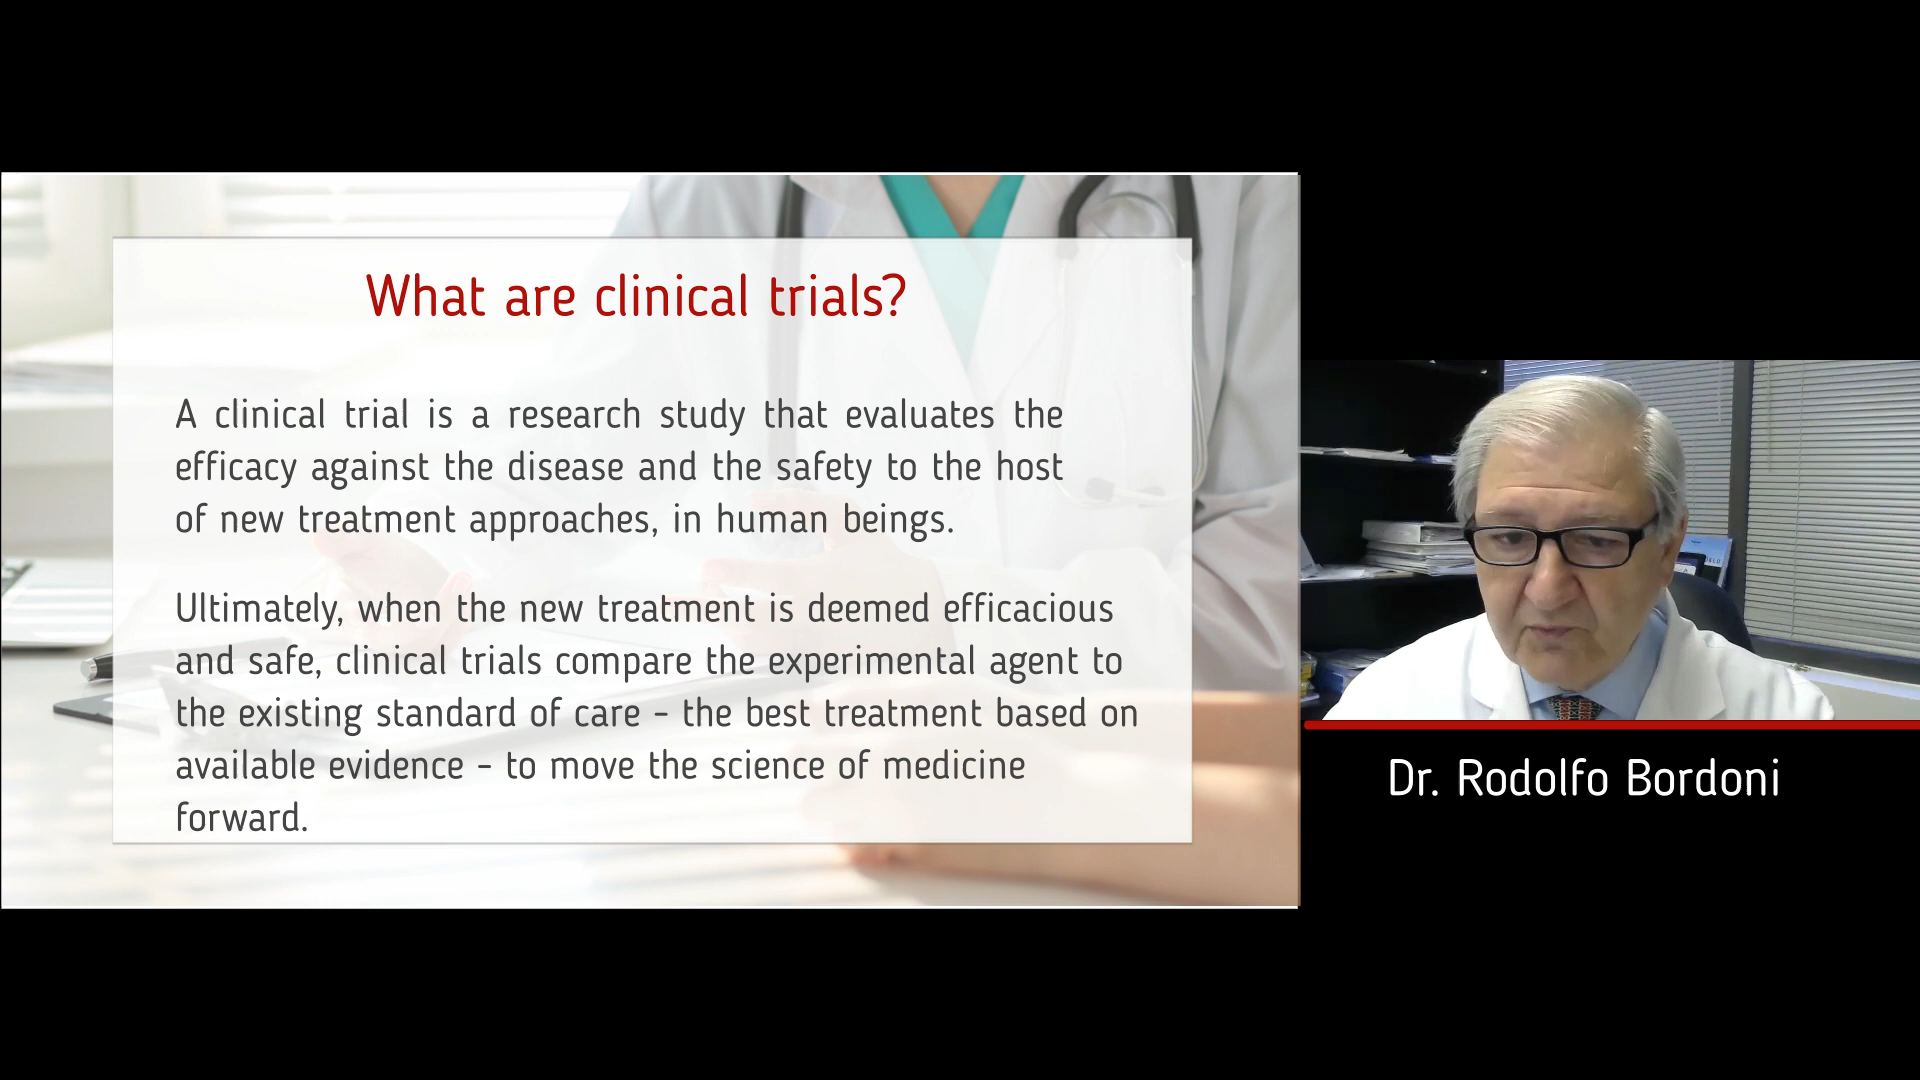 What are clinical trials?
A clinical trial is a research study that evaluates the
efficacy against the disease and the safety to the host
of new treatment approaches, in human beings.
Ultimately, when the new treatment is deemed efficacious
and safe, clinical trials compare the experimental agent to
the existing standard of care - the best treatment based on
available evidence - to move the science of medicine
forward.
Dr. Rodolfo Bordoni